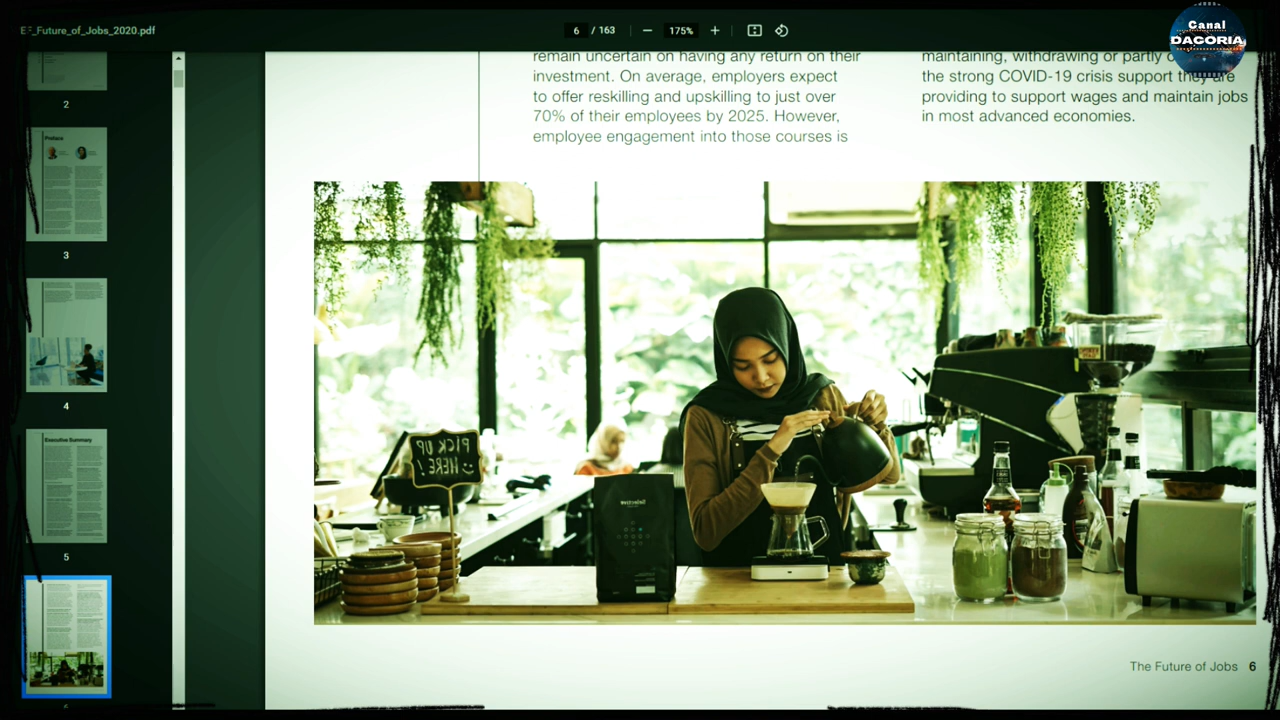 EF_Future_of_Jobs_2020.pdf
6 / 163
175%
Canal
DACORIA
2
Preface
3
4
Executive Summary
5
remain uncertain on having any return on their
investment. On average, employers expect
to offer reskilling and upskilling to just over
70% of their employees by 2025. However,
employee engagement into those courses is
maintaining, withdrawing or partly
the strong COVID-19 crisis support they are
providing to support wages and maintain jobs
in most advanced economies.
PICK UP
HERE!
Selective
The Future of Jobs 6